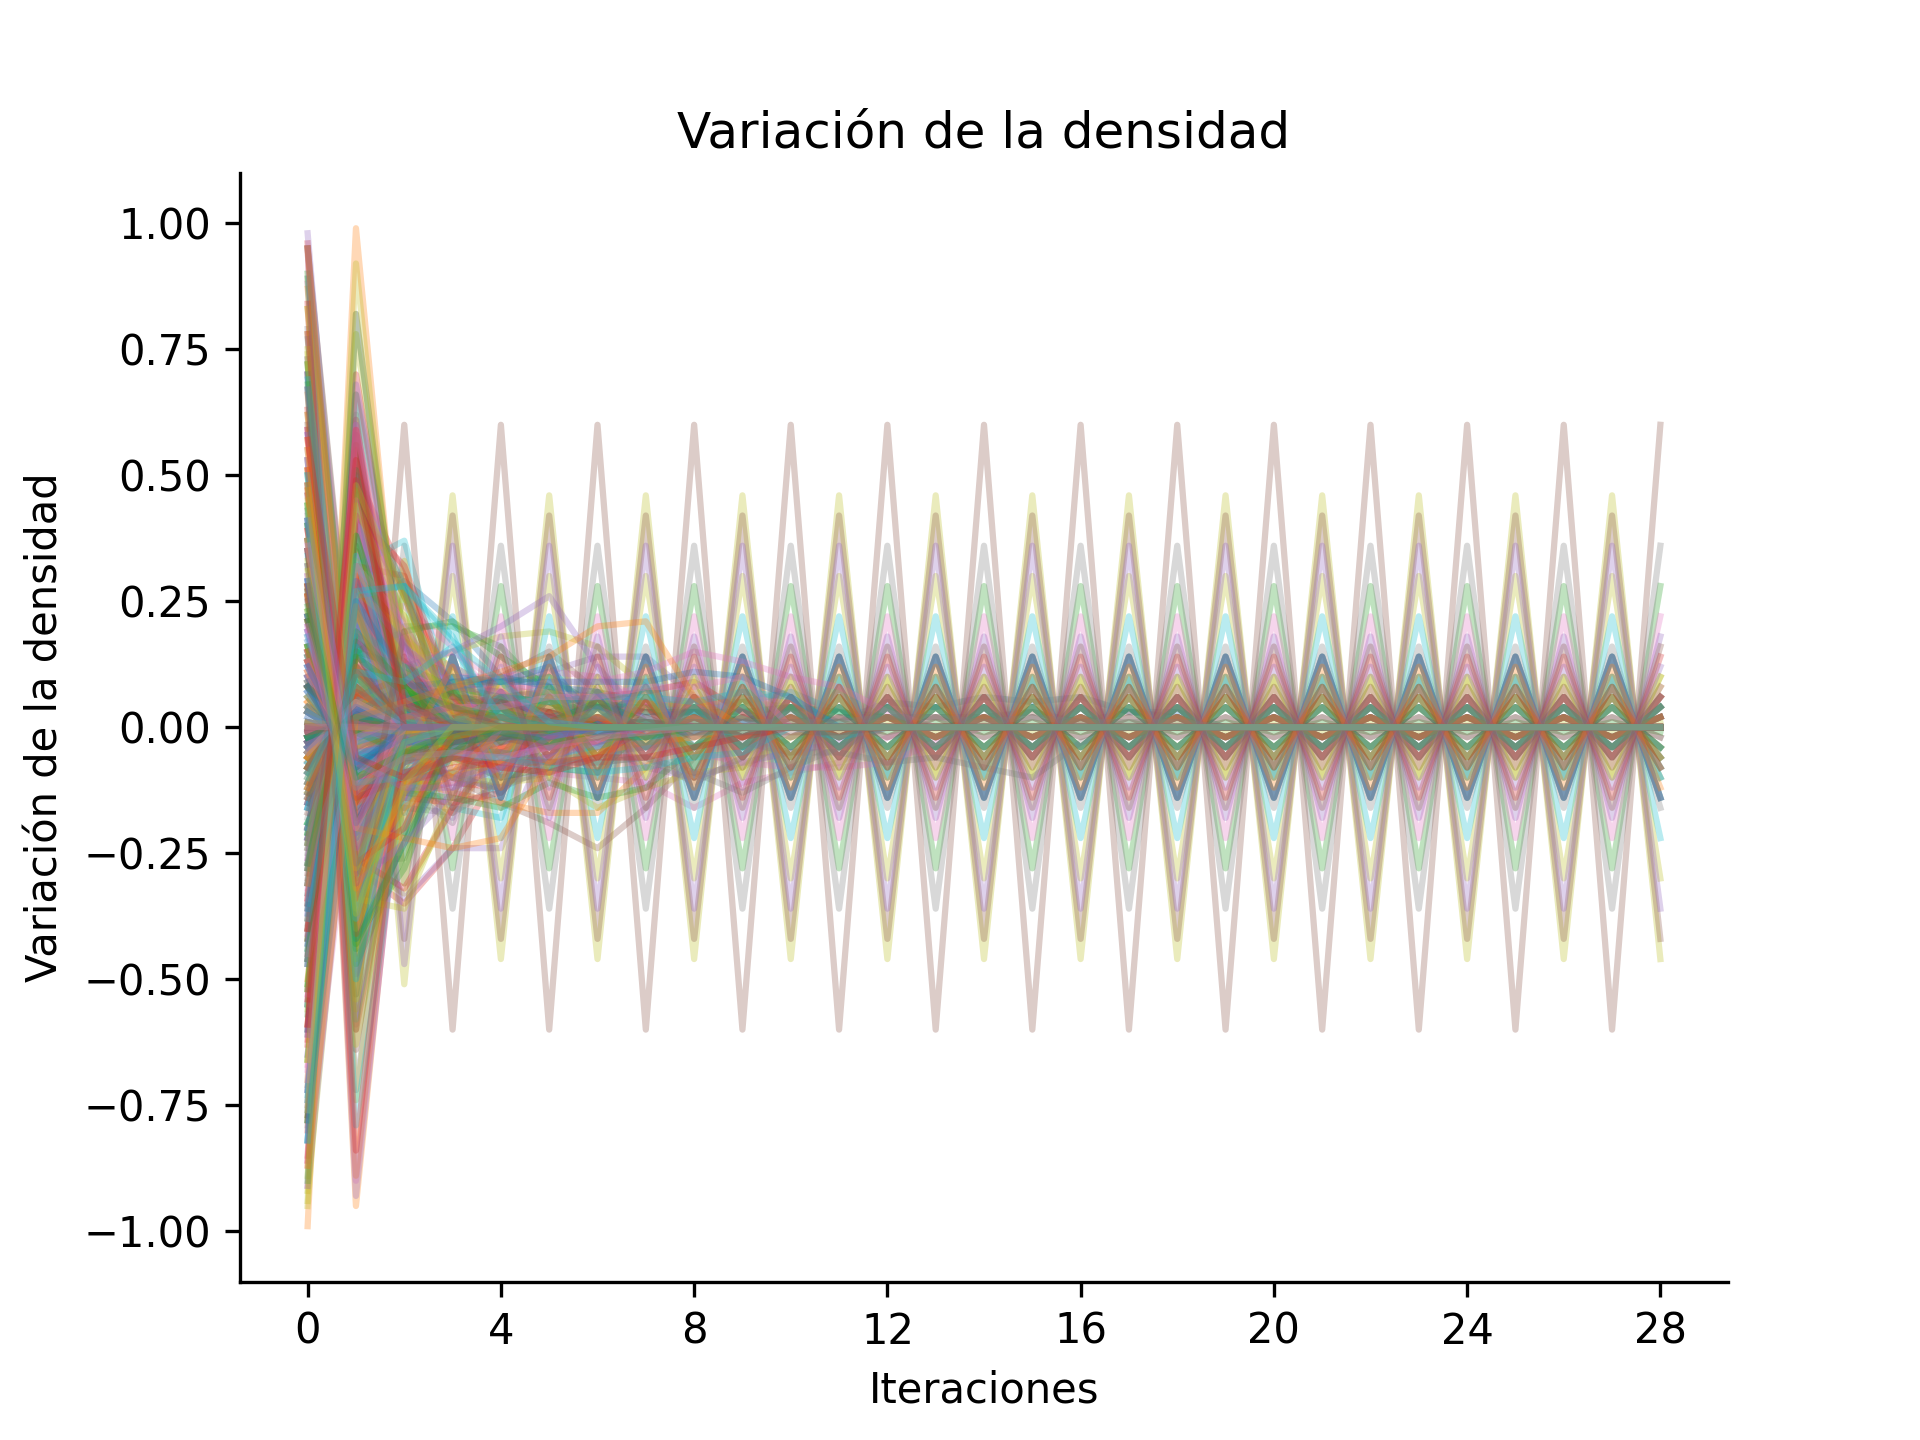 Variación de la densidad
Variación de la densidad
1.00
0.75
0.50
0.25
0.00
−0.25
−0.50
−0.75
−1.00
0 4 8 12 16 20 24 28
Iteraciones